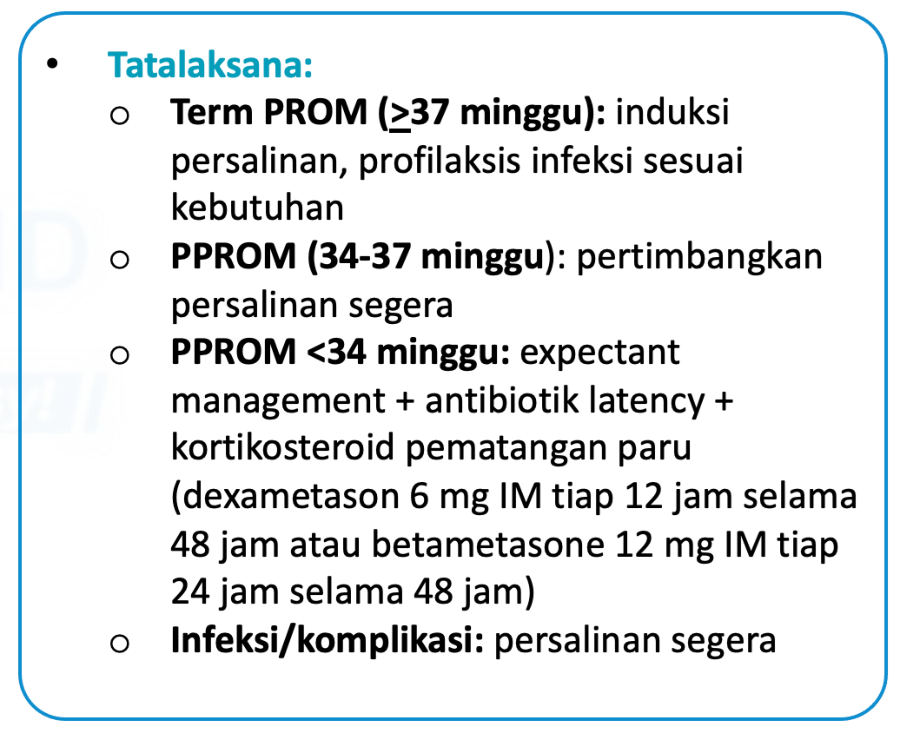 • Tatalaksana:
o Term PROM (≥37 minggu): induksi
persalinan, profilaksis infeksi sesuai
kebutuhan
o PPROM (34-37 minggu): pertimbangkan
persalinan segera
o PPROM <34 minggu: expectant
management + antibiotik latency +
kortikosteroid pematangan paru
(dexametason 6 mg IM tiap 12 jam selama
48 jam atau betametasone 12 mg IM tiap
24 jam selama 48 jam)
o Infeksi/komplikasi: persalinan segera